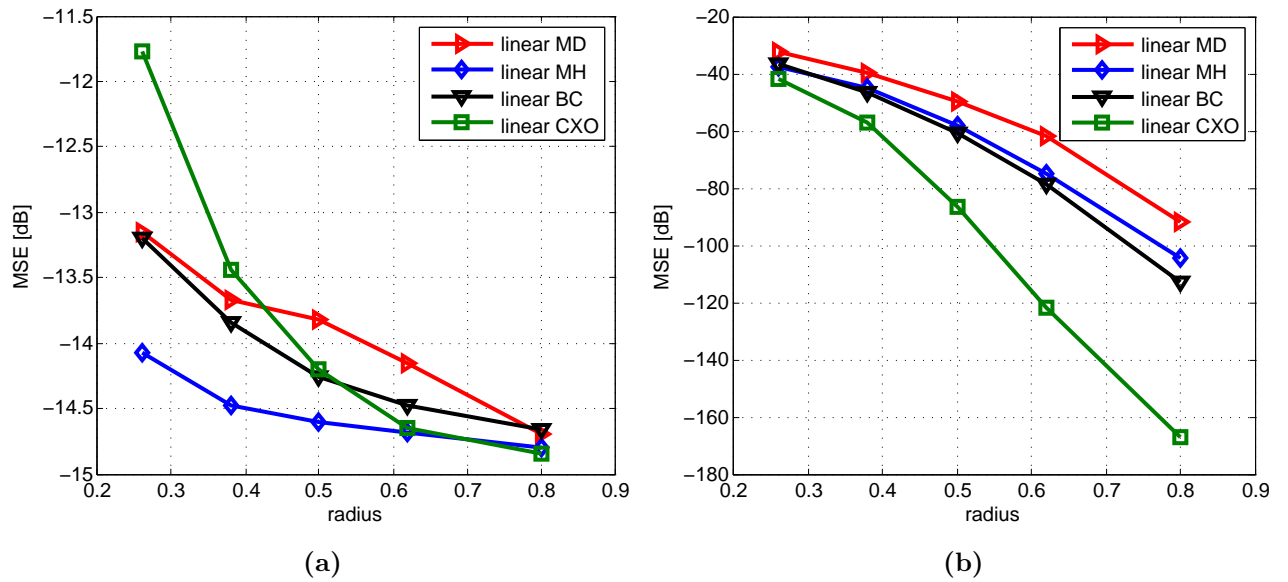 −11.5
−12
−12.5
−13
−13.5
−14
−14.5
−15
MSE [dB]
0.2 0.3 0.4 0.5 0.6 0.7 0.8 0.9
radius
linear MD
linear MH
linear BC
linear CXO
(a)
−20
−40
−60
−80
−100
−120
−140
−160
−180
MSE [dB]
0.2 0.3 0.4 0.5 0.6 0.7 0.8 0.9
radius
linear MD
linear MH
linear BC
linear CXO
(b)